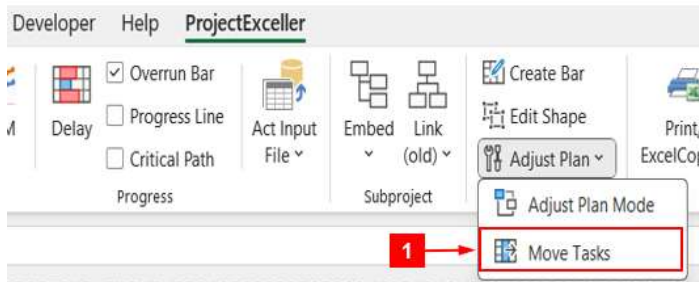 Developer Help ProjectExceller
Delay
Overrun Bar
Progress Line
Critical Path
Progress
Act Input
File
Embed
Link
(old)
Subproject
Create Bar
Edit Shape
Adjust Plan
Print,
ExcelCop
Adjust Plan Mode
1
Move Tasks